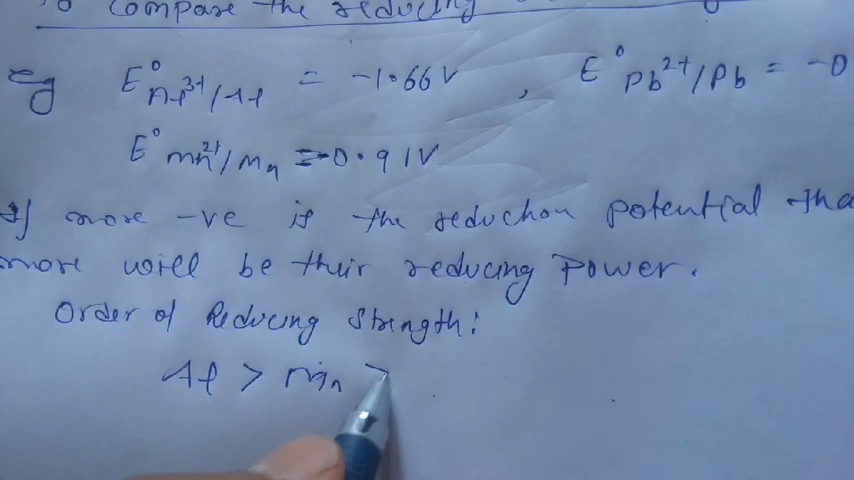 compare the reducing
eg E° Al³⁺/Al = -1.66V , E° Pb²⁺/Pb = -0
E° Mn²⁺/Mn = -0.91V
If more -ve is the reduction potential tha
more will be their reducing power.
Order of Reducing Strength:
Al > Mn >